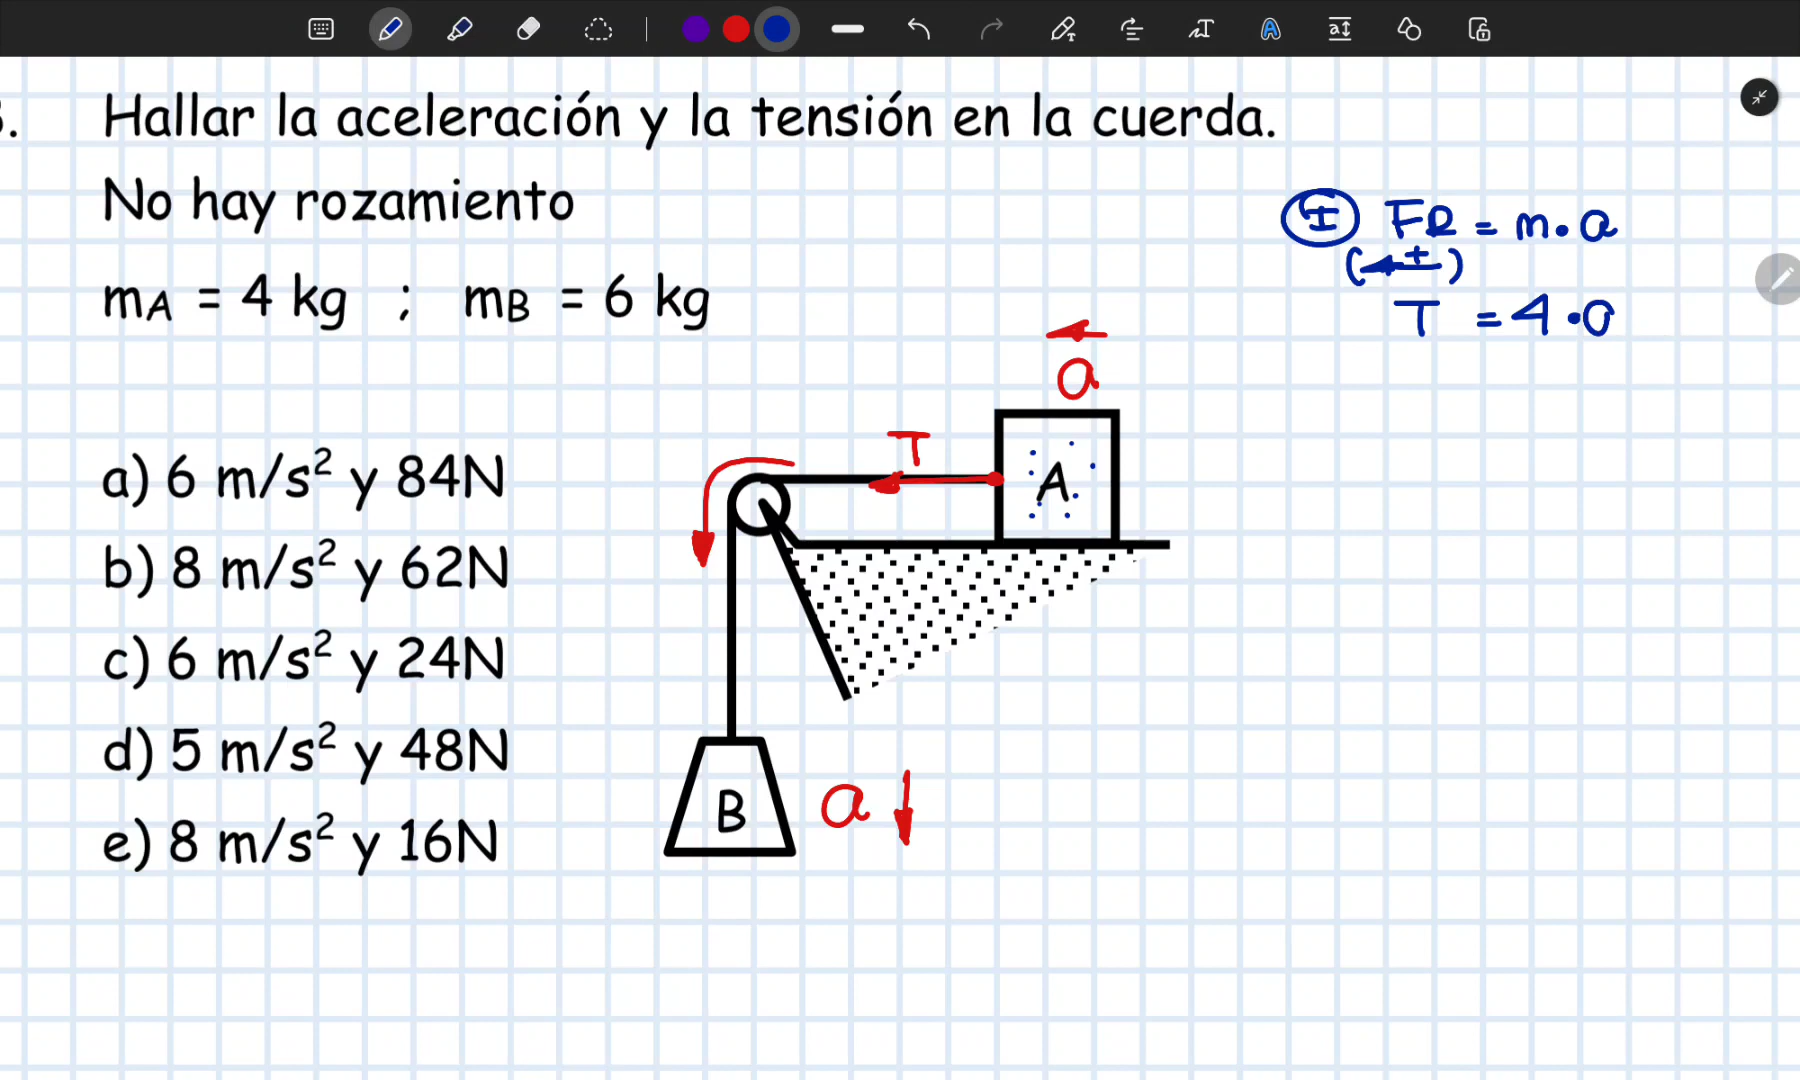 3. Hallar la aceleración y la tensión en la cuerda.
No hay rozamiento
mA = 4 kg ; mB = 6 kg
I FR = m.a
(+)
T = 4.a
a
T
A
a) 6 m/s² y 84N
b) 8 m/s² y 62N
c) 6 m/s² y 24N
d) 5 m/s² y 48N
e) 8 m/s² y 16N
B
a